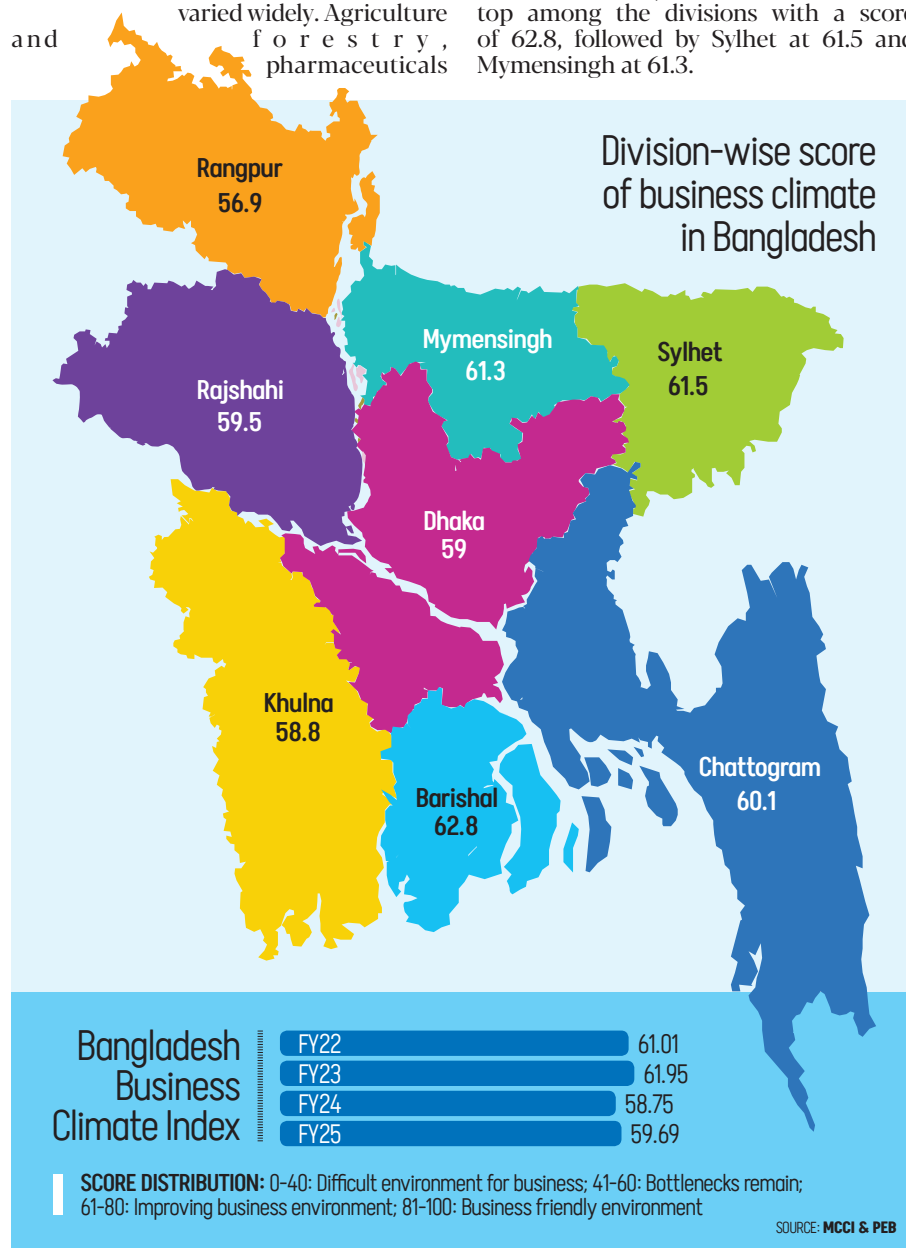 varied widely. Agriculture
and forestry,
pharmaceuticals
top among the divisions with a score
of 62.8, followed by Sylhet at 61.5 and
Mymensingh at 61.3.
Division-wise score
of business climate
in Bangladesh
Rangpur
56.9
Mymensingh
61.3
Sylhet
61.5
Rajshahi
59.5
Dhaka
59
Khulna
58.8
Barishal
62.8
Chattogram
60.1
Bangladesh
Business
Climate Index
FY22 61.01
FY23 61.95
FY24 58.75
FY25 59.69
SCORE DISTRIBUTION: 0-40: Difficult environment for business; 41-60: Bottlenecks remain;
61-80: Improving business environment; 81-100: Business friendly environment
SOURCE: MCCI & PEB